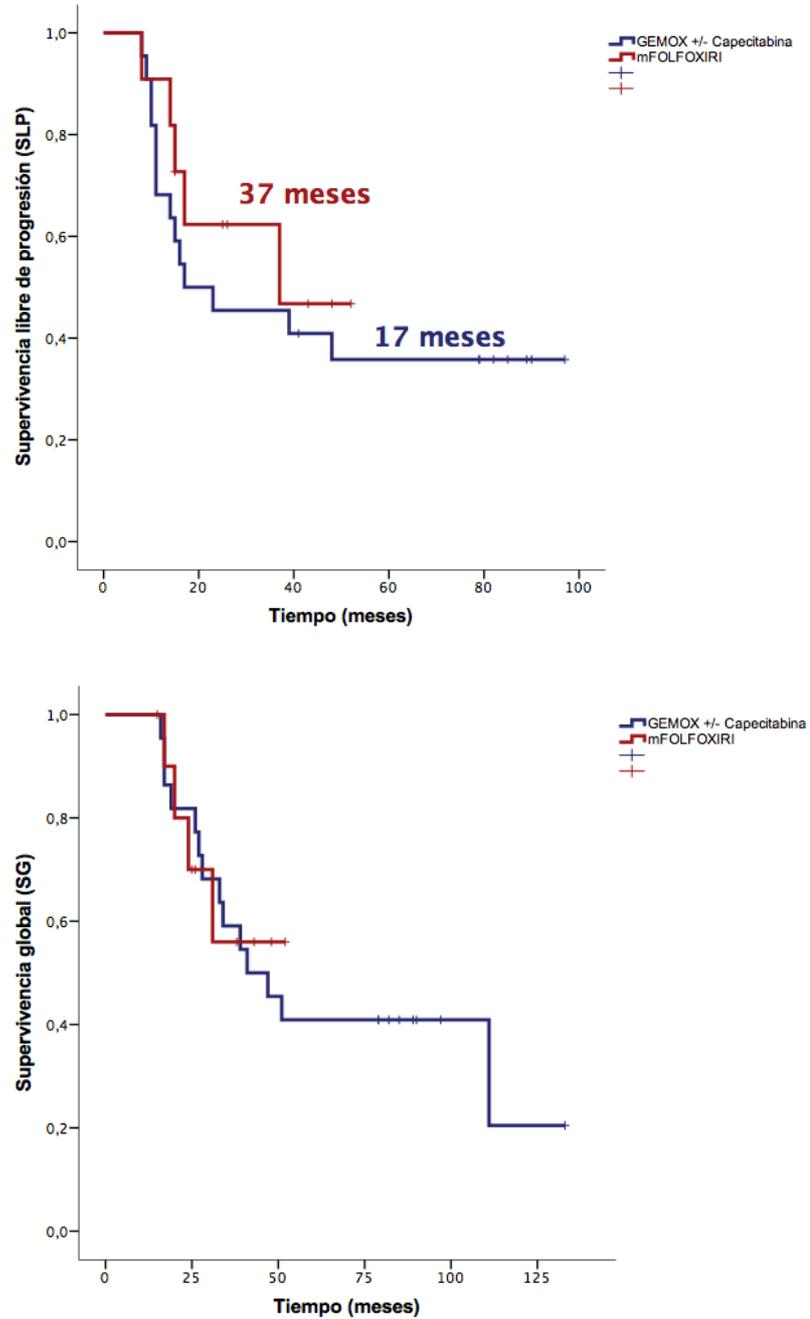 GEMOX +/- Capecitabina
mFOLFOXIRI
Supervivencia libre de progresión (SLP)
1,0
0,8
0,6
0,4
0,2
0,0
37 meses
17 meses
0 20 40 60 80 100
Tiempo (meses)
GEMOX +/- Capecitabina
mFOLFOXIRI
Supervivencia global (SG)
1,0
0,8
0,6
0,4
0,2
0,0
0 25 50 75 100 125
Tiempo (meses)